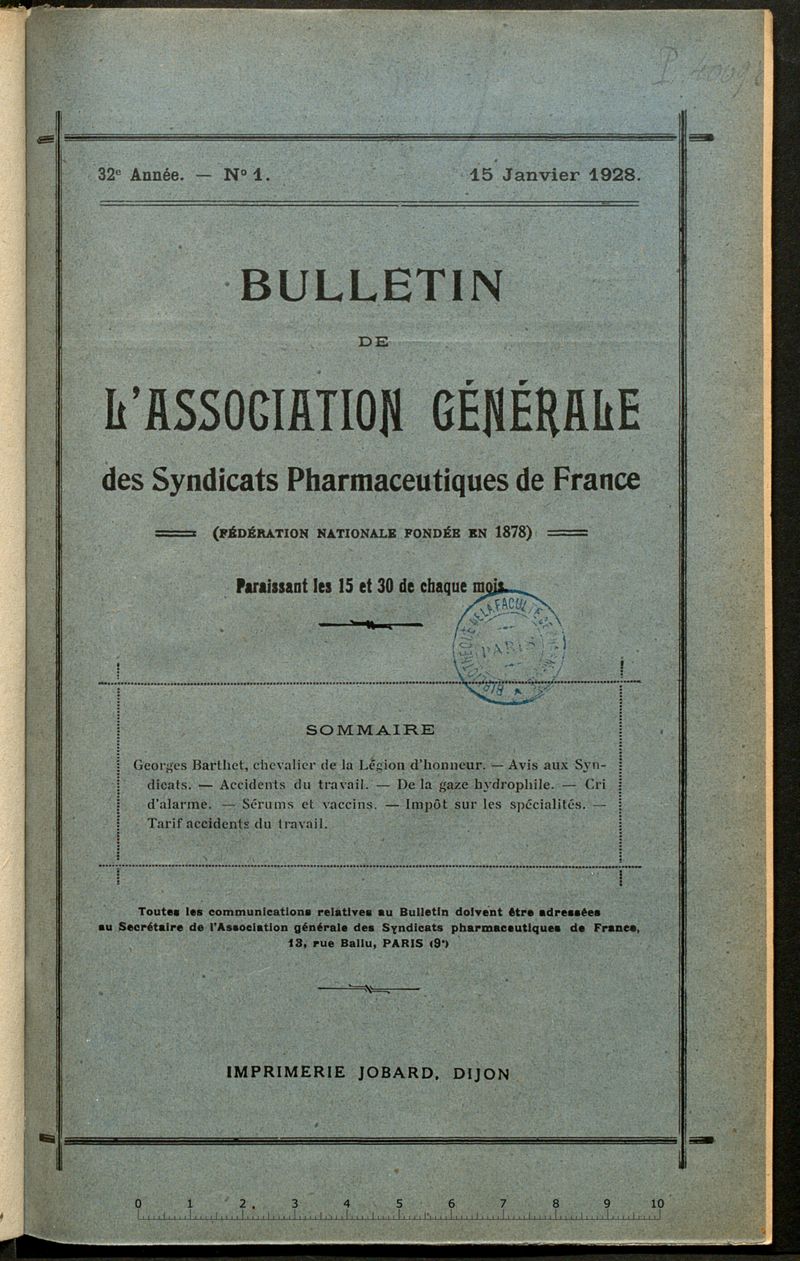 32e Année. — N° 1. 15 Janvier 1928.
BULLETIN
DE
L'ASSOCIATION GÉNÉRALE
des Syndicats Pharmaceutiques de France
(FÉDÉRATION NATIONALE FONDÉE EN 1878)
Paraissant les 15 et 30 de chaque mois
PARIS
SOMMAIRE
Georges Barthet, chevalier de la Légion d'honneur. — Avis aux Syn-
dicats. — Accidents du travail. — De la gaze hydrophile. — Cri
d'alarme. — Sérums et vaccins. — Impôt sur les spécialités. —
Tarif accidents du travail.
Toutes les communications relatives au Bulletin doivent être adressées
au Secrétaire de l'Association générale des Syndicats pharmaceutiques de France,
13, rue Ballu, PARIS (9e)
IMPRIMERIE JOBARD, DIJON
0 1 2 3 4 5 6 7 8 9 10